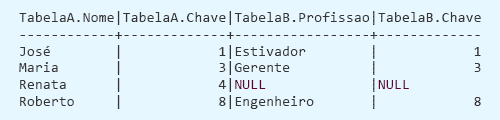 TabelaA.Nome|TabelaA.Chave|TabelaB.Profissao|TabelaB.Chave
------------+-------------+-----------------+-------------
José        |            1|Estivador        |            1
Maria       |            3|Gerente          |            3
Renata      |            4|NULL             |NULL
Roberto     |            8|Engenheiro       |            8